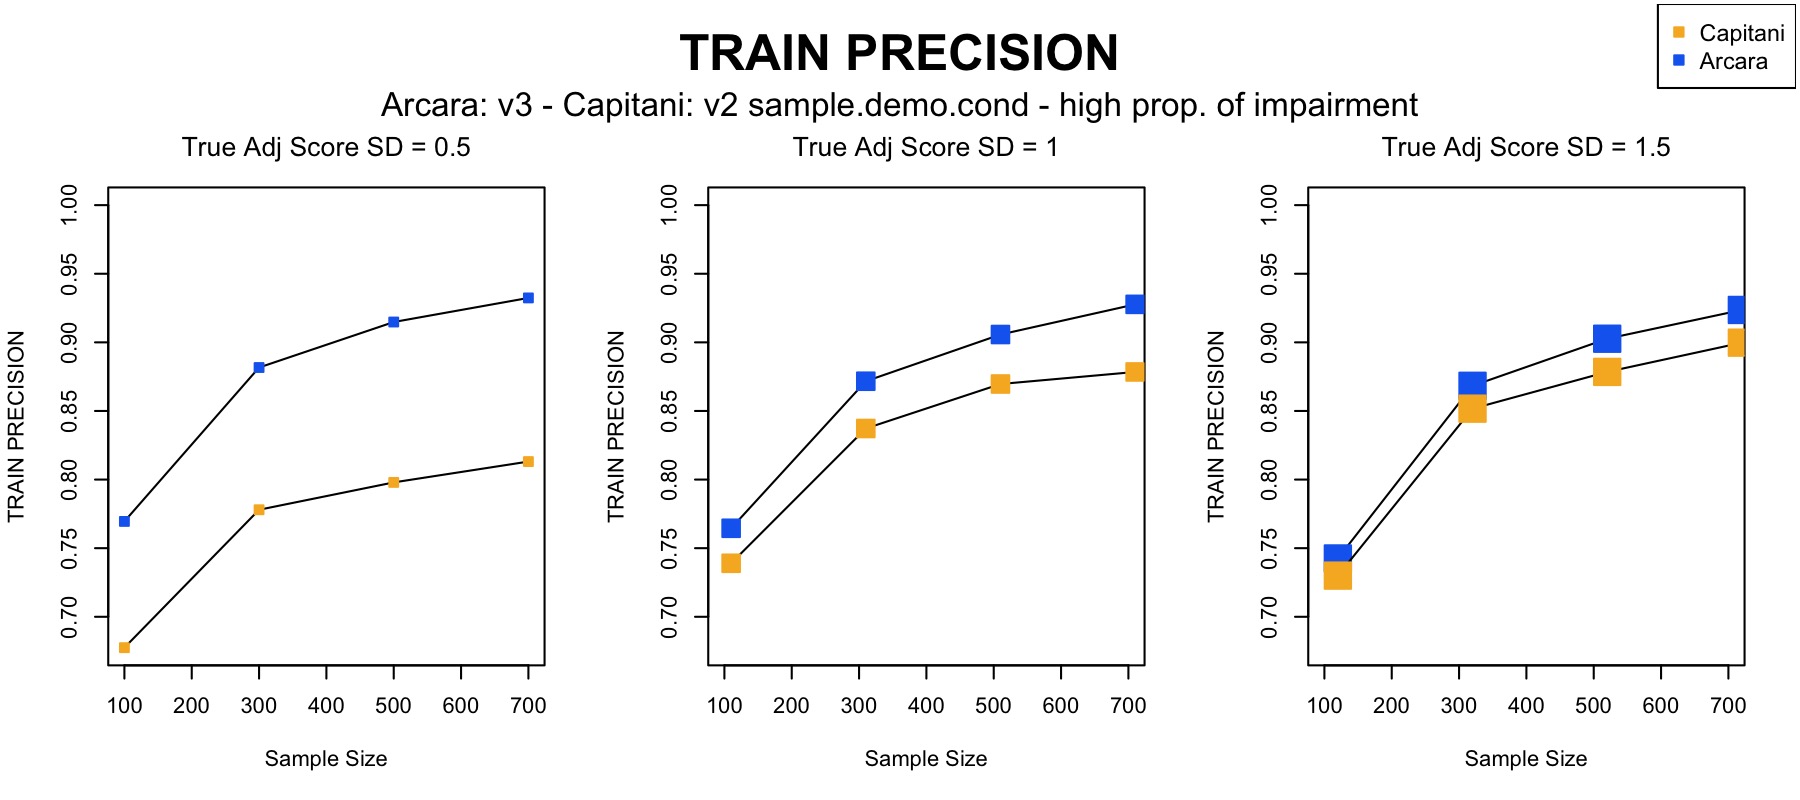 TRAIN PRECISION
Arcara: v3 - Capitani: v2 sample.demo.cond - high prop. of impairment
Capitani
Arcara
True Adj Score SD = 0.5
TRAIN PRECISION
1.00
0.95
0.90
0.85
0.80
0.75
0.70
100 200 300 400 500 600 700
Sample Size
True Adj Score SD = 1
TRAIN PRECISION
1.00
0.95
0.90
0.85
0.80
0.75
0.70
100 200 300 400 500 600 700
Sample Size
True Adj Score SD = 1.5
TRAIN PRECISION
1.00
0.95
0.90
0.85
0.80
0.75
0.70
100 200 300 400 500 600 700
Sample Size